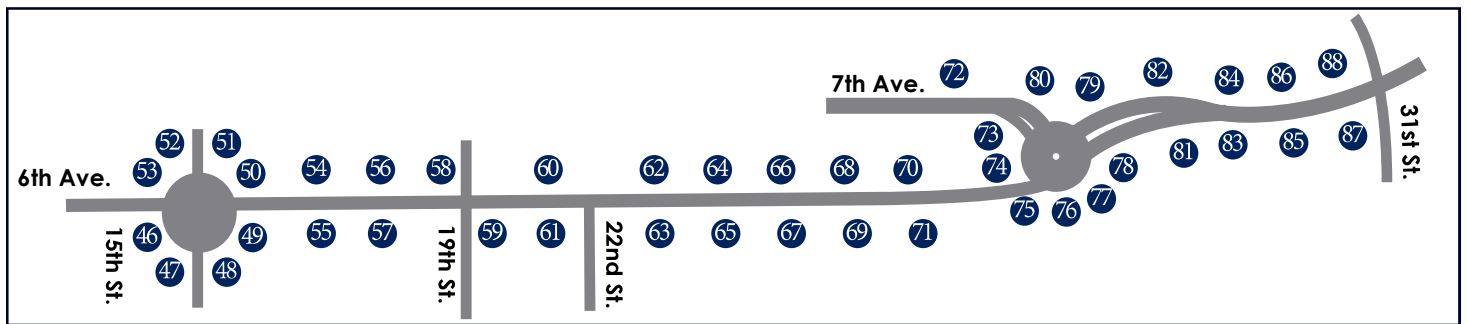 72 80 79 82 84 86 88
7th Ave.
31st St.
73 74 78 81 83 85 87
52 51
53 50 54 56 58 60 62 64 66 68 70
6th Ave.
75 76 77
46 49 55 57 59 61 63 65 67 69 71
47 48
15th St.
19th St.
22nd St.